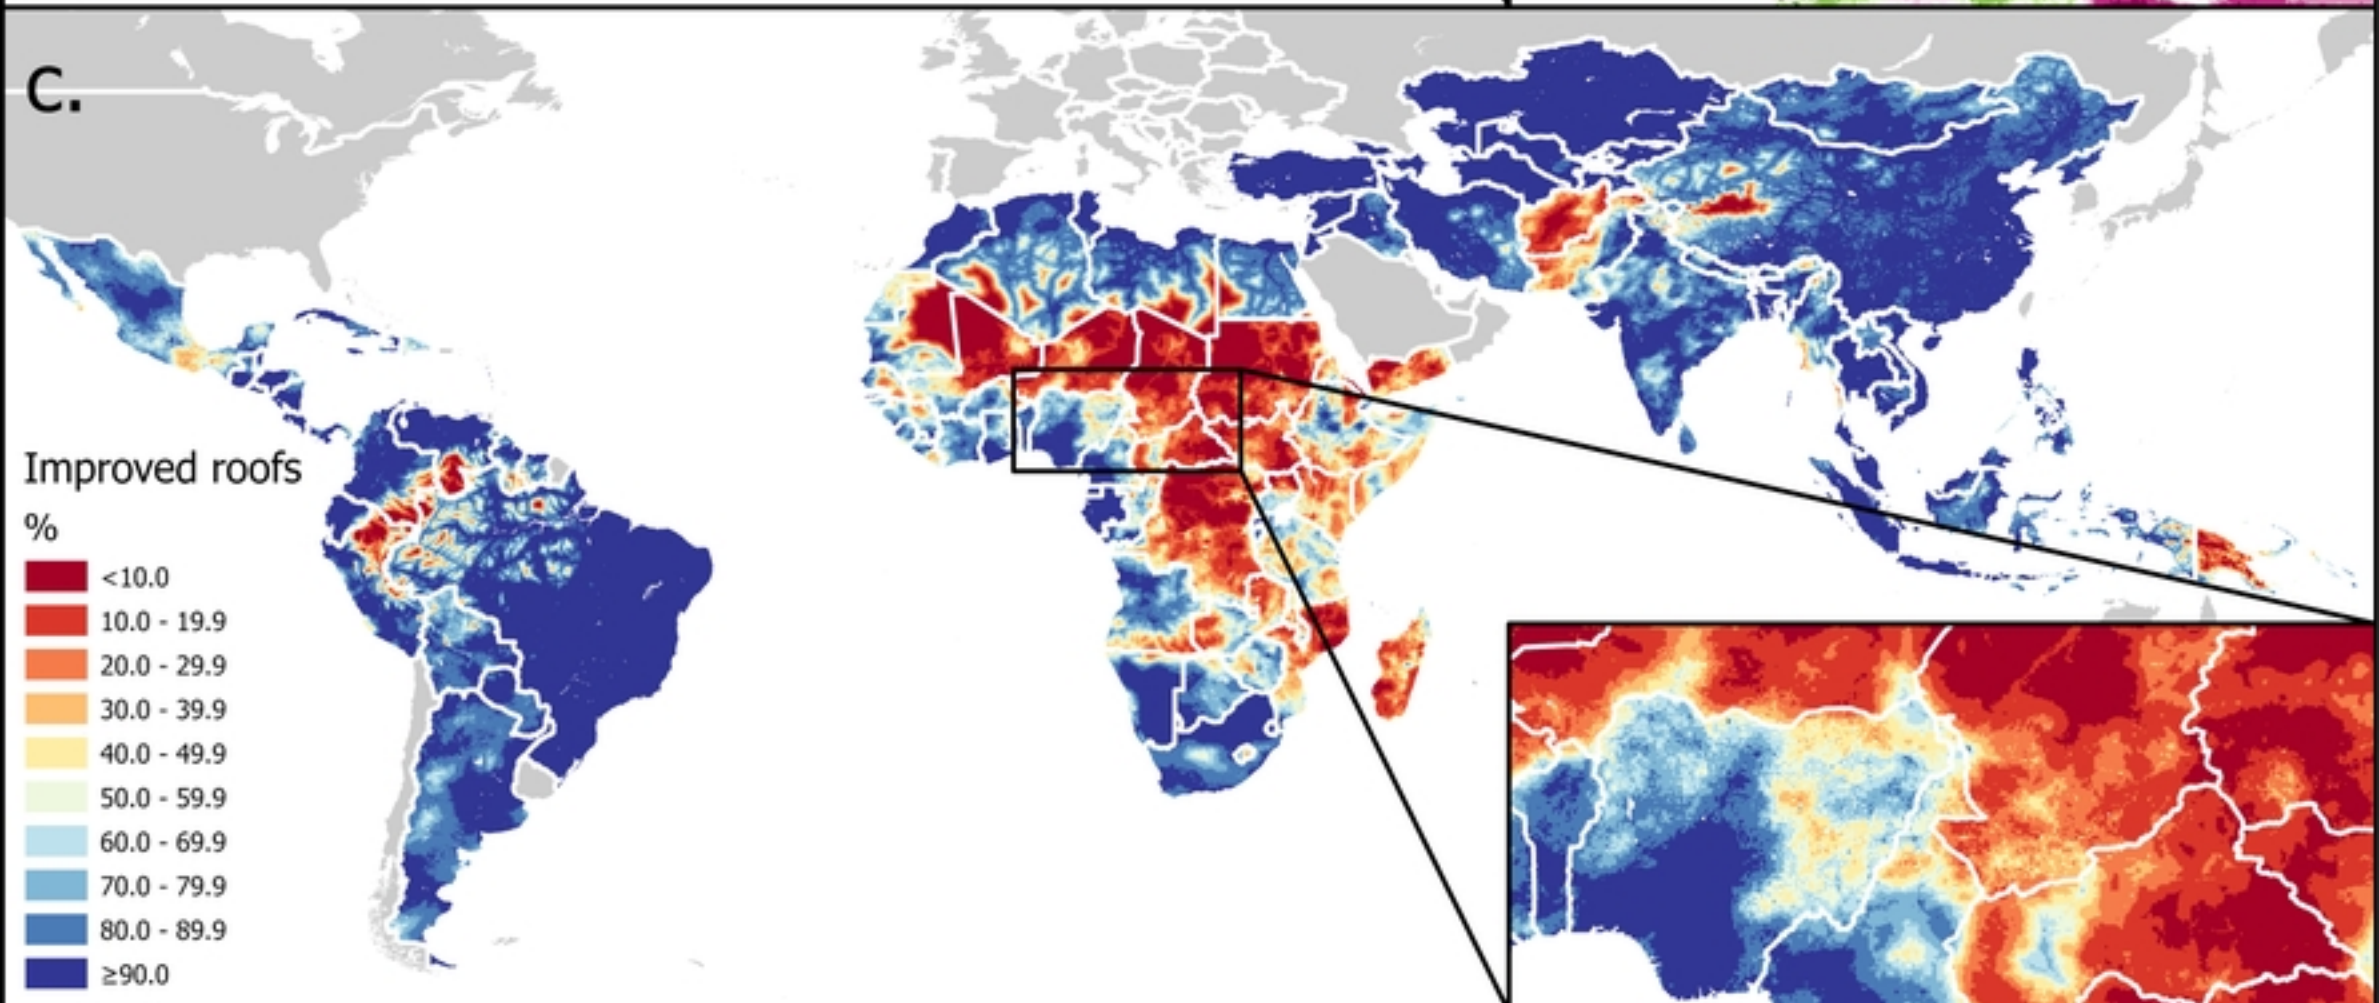 c.
Improved roofs
%
<10.0
10.0 - 19.9
20.0 - 29.9
30.0 - 39.9
40.0 - 49.9
50.0 - 59.9
60.0 - 69.9
70.0 - 79.9
80.0 - 89.9
≥90.0